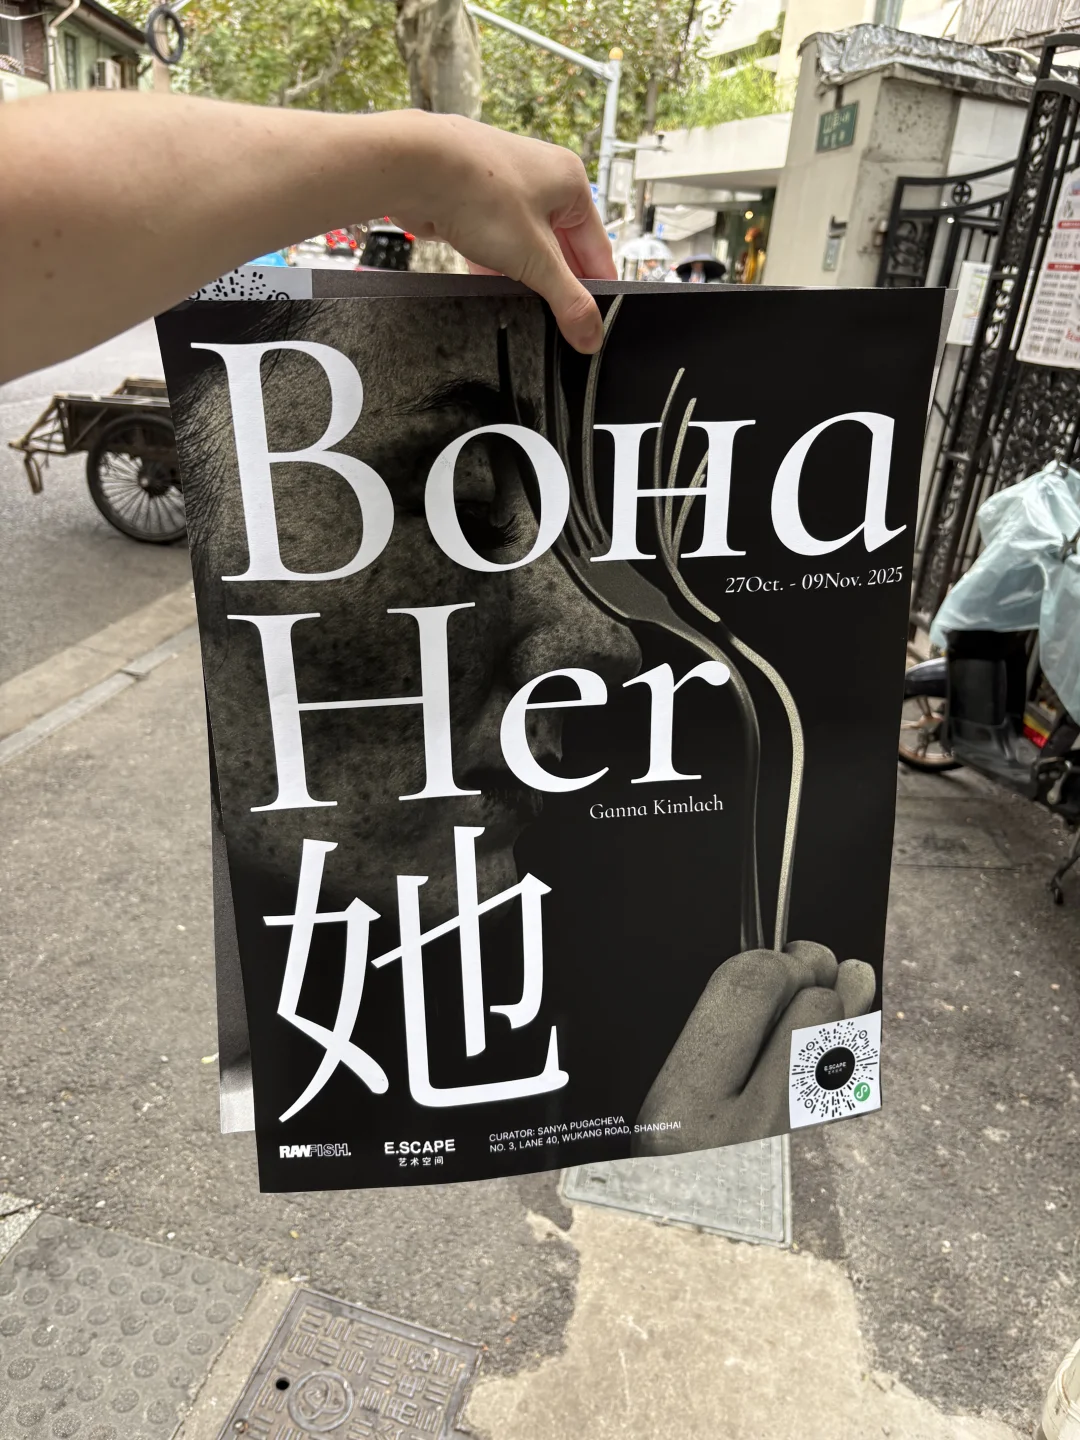 Вона
27Oct. - 09Nov. 2025
Her
Ganna Kimlach
她
RAWFISH.
E.SCAPE
艺术空间
CURATOR: SANYA PUGACHEVA
NO. 3, LANE 40, WUKANG ROAD, SHANGHAI
E.SCAPE